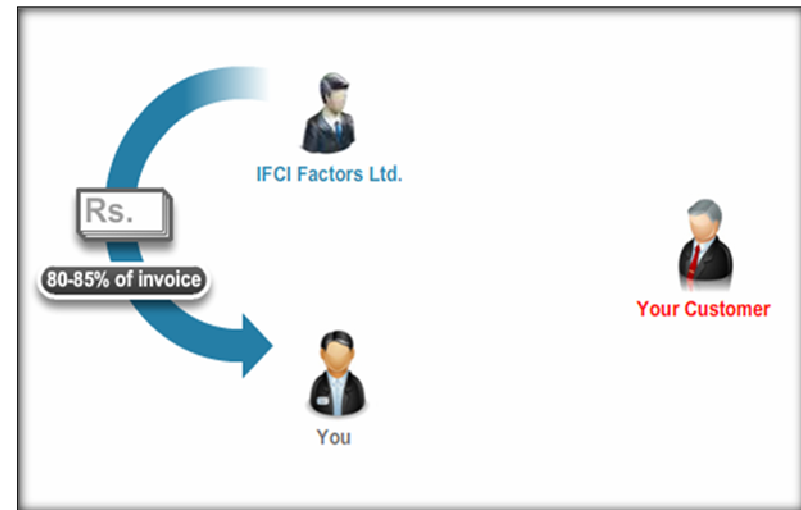 IFCI Factors Ltd.
Rs.
80-85% of invoice
Your Customer
You